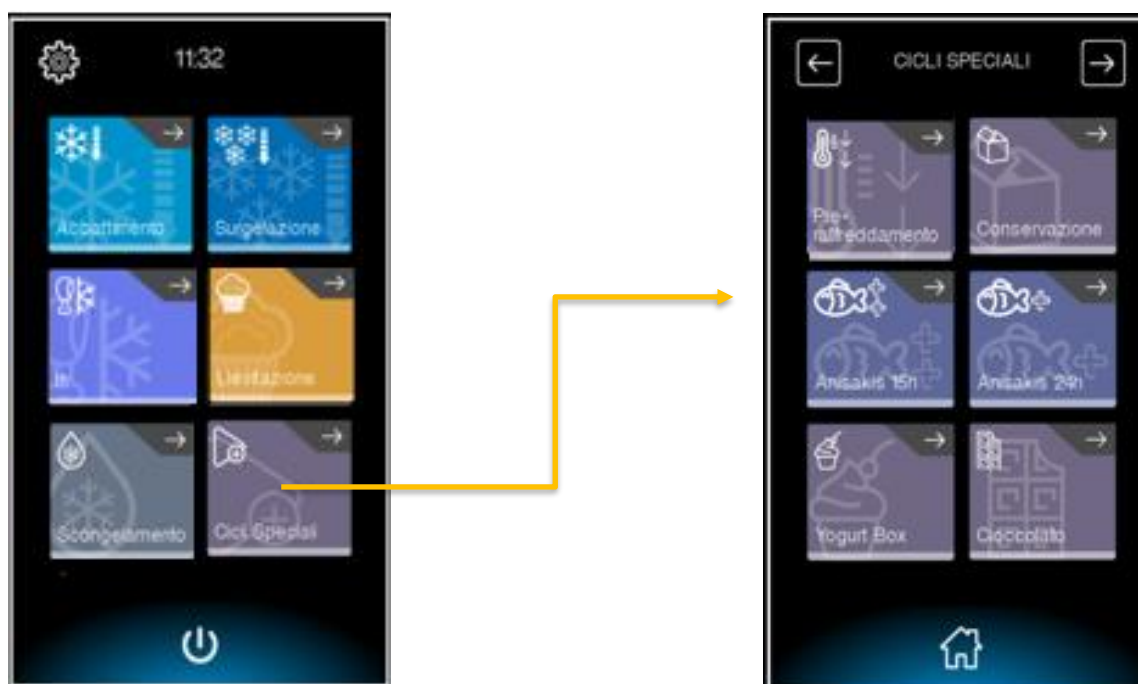 11:32
Abbattimento
Surgelazione
Lievitazione
Scongelamento
Cicli Speciali
CICLI SPECIALI
Pre-
raffreddamento
Conservazione
Anisakis 15h
Anisakis 24h
Yogurt Box
Cioccolato